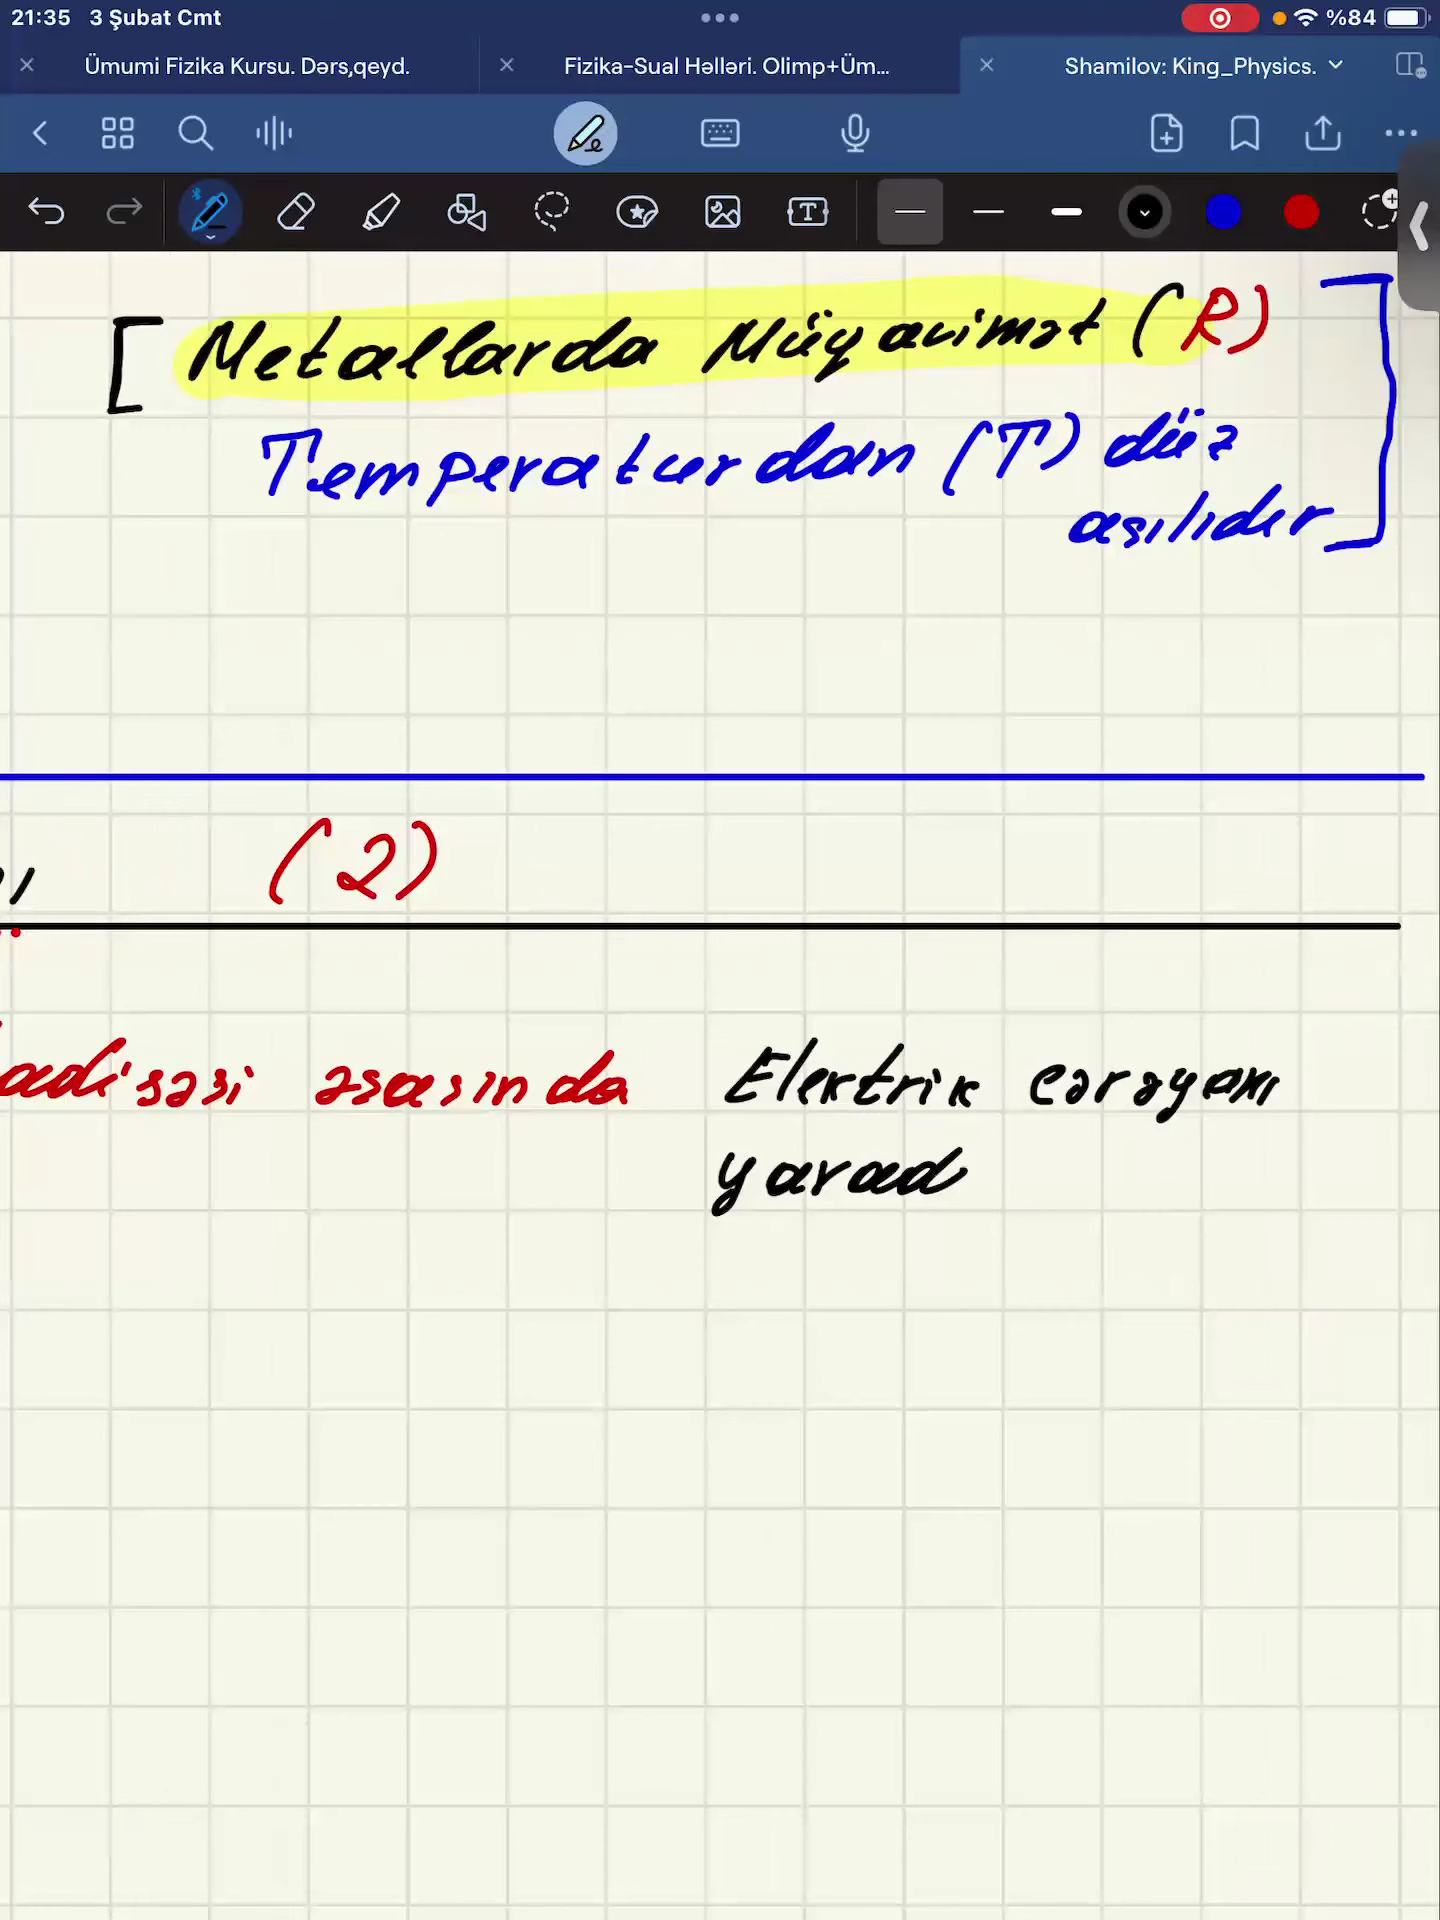 21:35 3 Şubat Cmt %84
Ümumi Fizika Kursu. Dərs,qeyd. Fizika-Sual Həlləri. Olimp+Üm... Shamilov: King_Physics.
[ Metallarda Müqavimət (R)
Temperaturdan (T) düz
asılıdır ]
(2)
adisəsi əsasında Elektrik cərəyanı
yarad